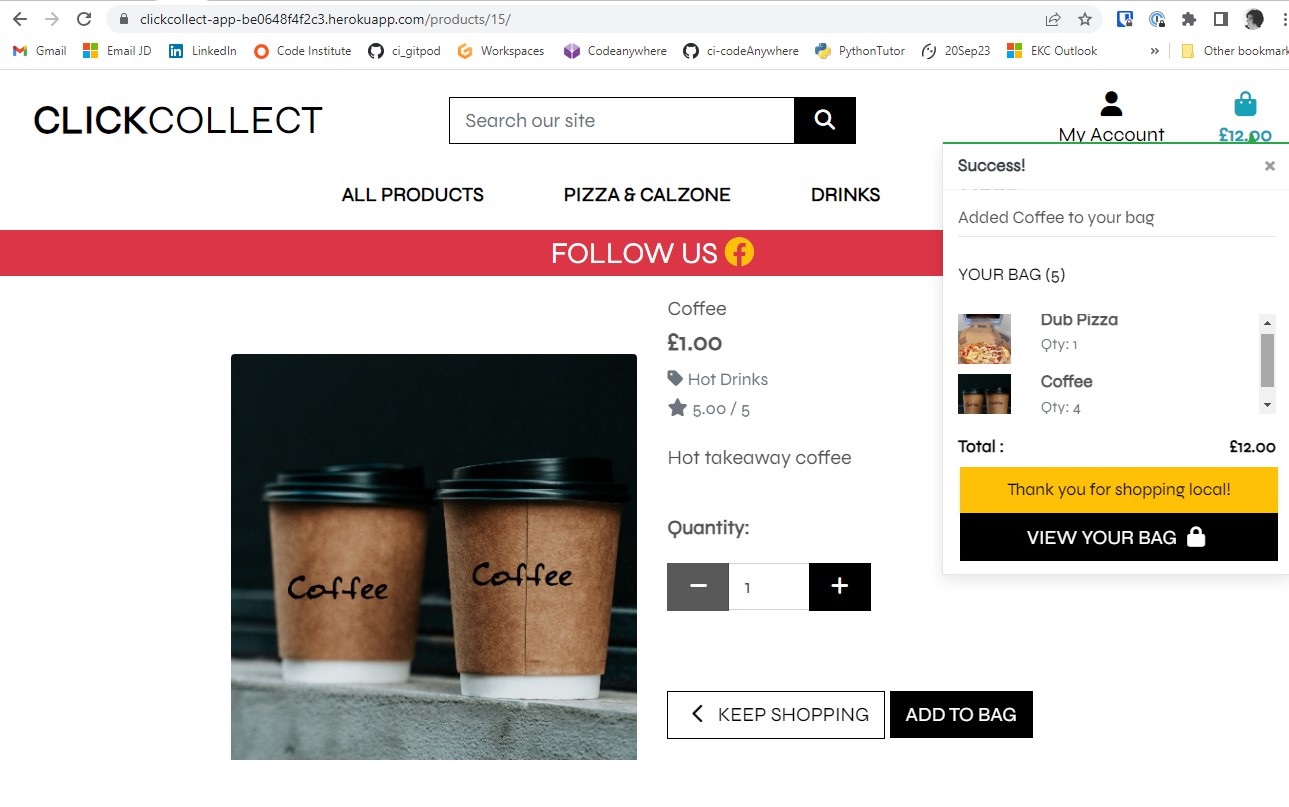 clickcollect-app-be0648f4f2c3.herokuapp.com/products/15/
Gmail Email JD LinkedIn Code Institute ci_gitpod Workspaces Codeanywhere ci-codeAnywhere PythonTutor 20Sep23 EKC Outlook » Other bookmark
CLICKCOLLECT
Search our site
My Account
£12.00
ALL PRODUCTS PIZZA & CALZONE DRINKS
FOLLOW US
Success!
×
Added Coffee to your bag
YOUR BAG (5)
Dub Pizza
Qty: 1
Coffee
Qty: 4
Total :
£12.00
Thank you for shopping local!
VIEW YOUR BAG
Coffee
£1.00
Hot Drinks
5.00 / 5
Hot takeaway coffee
Quantity:
1
Coffee
Coffee
KEEP SHOPPING
ADD TO BAG